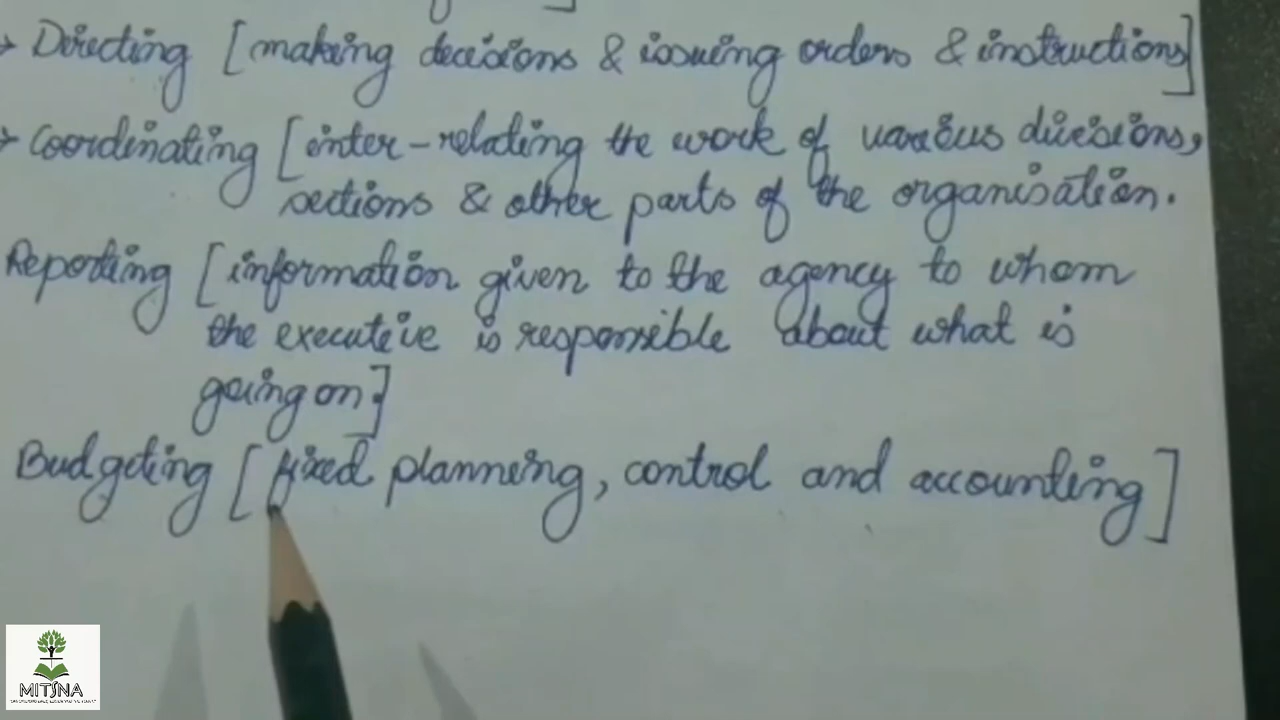 → Directing [making decisions & issuing orders & instructions]
→ Coordinating [inter-relating the work of various divisions,
sections & other parts of the organisation.
Reporting [information given to the agency to whom
the executive is responsible about what is
going on]
Budgeting [fixed planning, control and accounting]
MITSNA